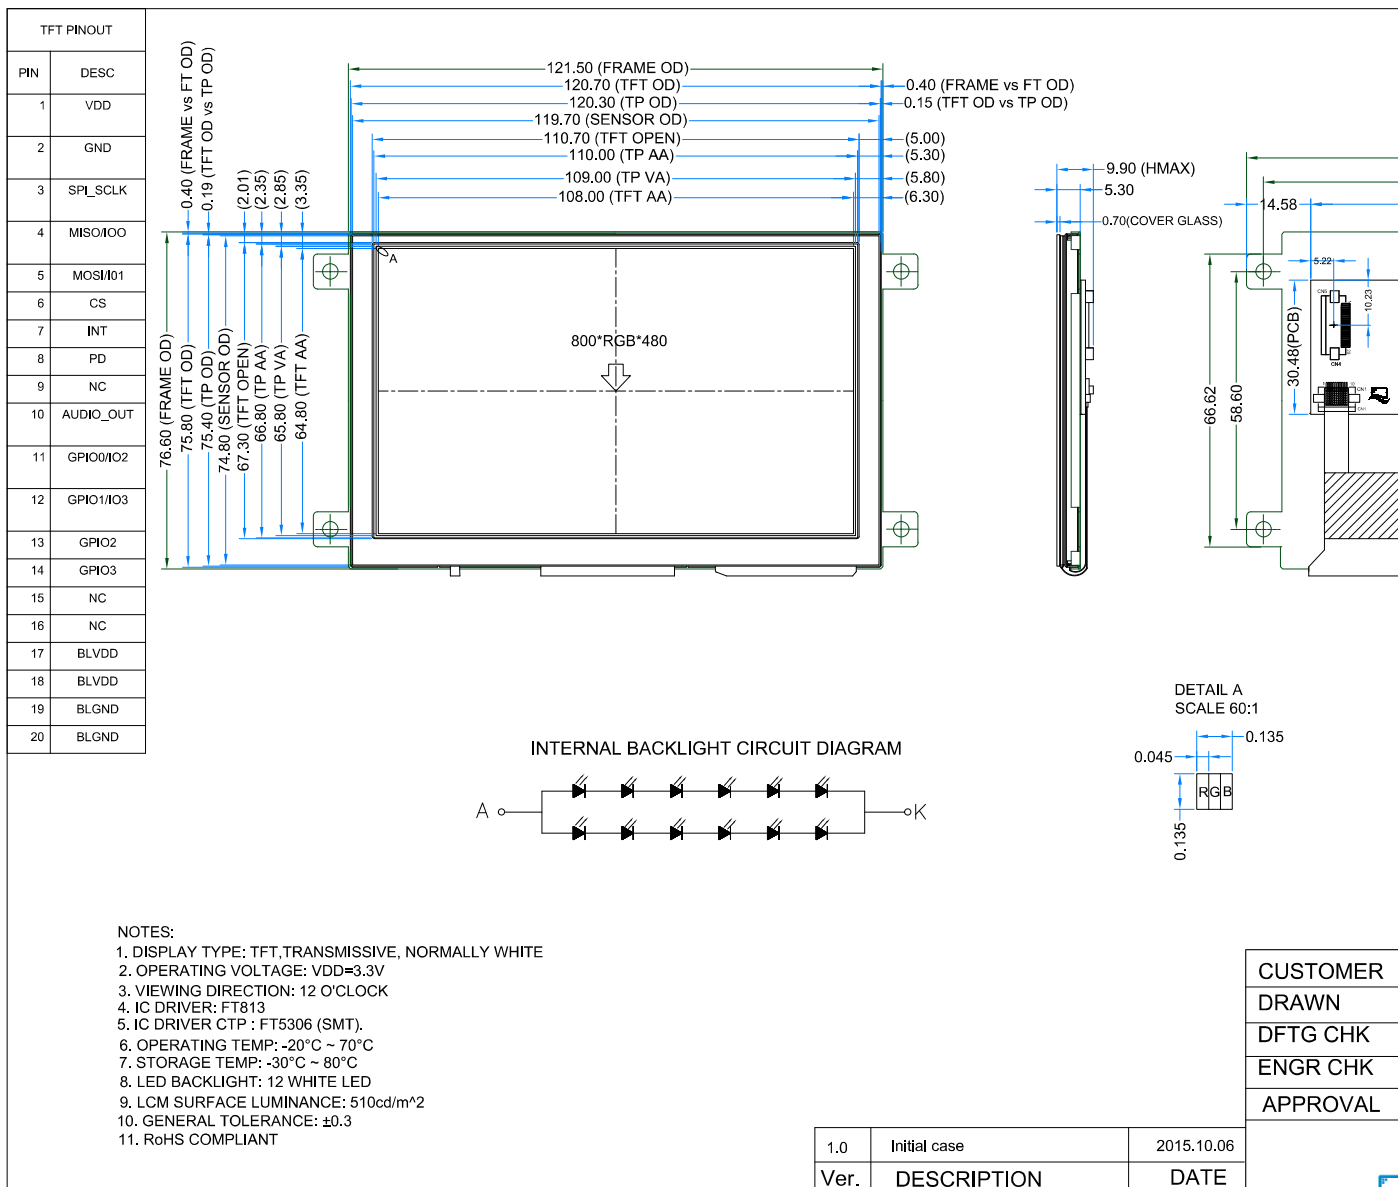 TFT PINOUT
PIN DESC
1 VDD
2 GND
3 SPI_SCLK
4 MISO/IOO
5 MOSI/I01
6 CS
7 INT
8 PD
9 NC
10 AUDIO_OUT
11 GPIO0/IO2
12 GPIO1/IO3
13 GPIO2
14 GPIO3
15 NC
16 NC
17 BLVDD
18 BLVDD
19 BLGND
20 BLGND
121.50 (FRAME OD)
120.70 (TFT OD)
120.30 (TP OD)
119.70 (SENSOR OD)
110.70 (TFT OPEN)
110.00 (TP AA)
109.00 (TP VA)
108.00 (TFT AA)
0.40 (FRAME vs FT OD)
0.15 (TFT OD vs TP OD)
(5.00)
(5.30)
(5.80)
(6.30)
0.40 (FRAME vs FT OD)
0.19 (TFT OD vs TP OD)
(2.01)
(2.35)
(2.85)
(3.35)
76.60 (FRAME OD)
75.80 (TFT OD)
75.40 (TP OD)
74.80 (SENSOR OD)
67.30 (TFT OPEN)
66.80 (TP AA)
65.80 (TP VA)
64.80 (TFT AA)
A
800*RGB*480
9.90 (HMAX)
5.30
0.70(COVER GLASS)
14.58
5.22
10.23
30.48(PCB)
66.62
58.60
CN5
CN4
CN1
CN1
DETAIL A
SCALE 60:1
0.135
0.045
R G B
0.135
INTERNAL BACKLIGHT CIRCUIT DIAGRAM
A K
NOTES:
1. DISPLAY TYPE: TFT,TRANSMISSIVE, NORMALLY WHITE
2. OPERATING VOLTAGE: VDD=3.3V
3. VIEWING DIRECTION: 12 O'CLOCK
4. IC DRIVER: FT813
5. IC DRIVER CTP : FT5306 (SMT).
6. OPERATING TEMP: -20°C ~ 70°C
7. STORAGE TEMP: -30°C ~ 80°C
8. LED BACKLIGHT: 12 WHITE LED
9. LCM SURFACE LUMINANCE: 510cd/m^2
10. GENERAL TOLERANCE: ±0.3
11. RoHS COMPLIANT
CUSTOMER
DRAWN
DFTG CHK
ENGR CHK
APPROVAL
1.0 Initial case 2015.10.06
Ver. DESCRIPTION DATE